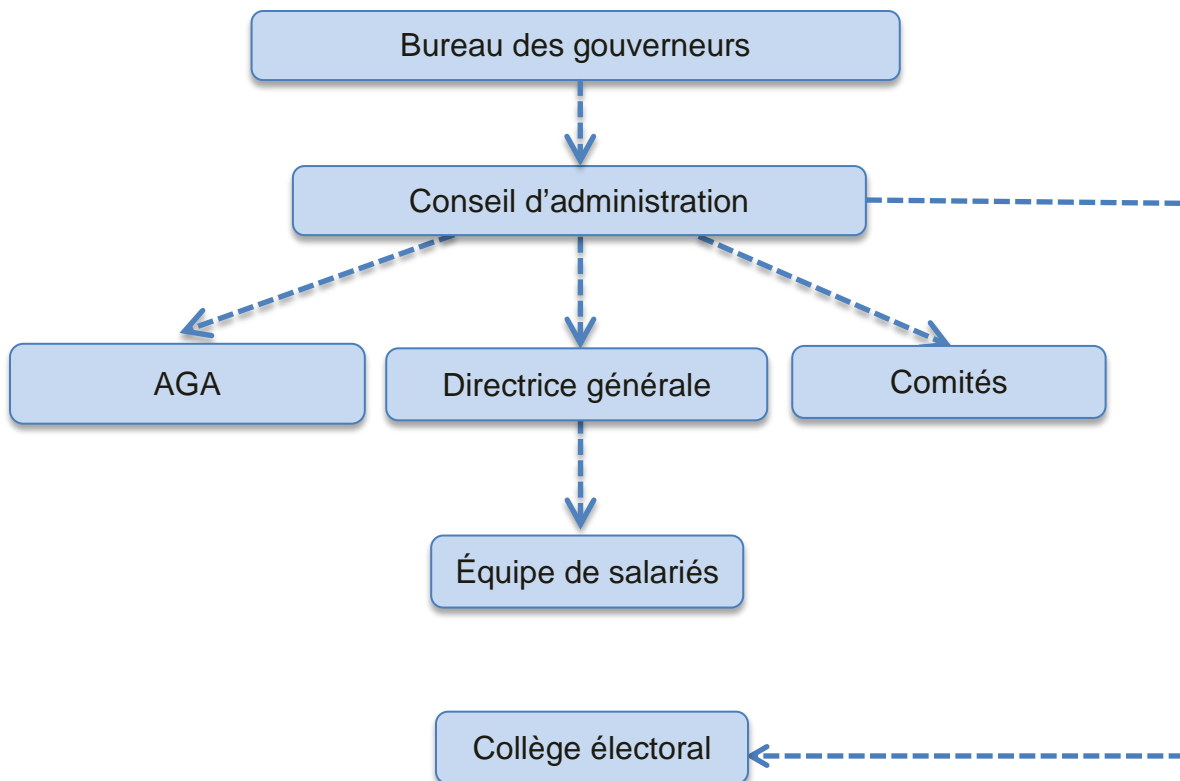 Bureau des gouverneurs
Conseil d’administration
AGA
Directrice générale
Comités
Équipe de salariés
Collège électoral